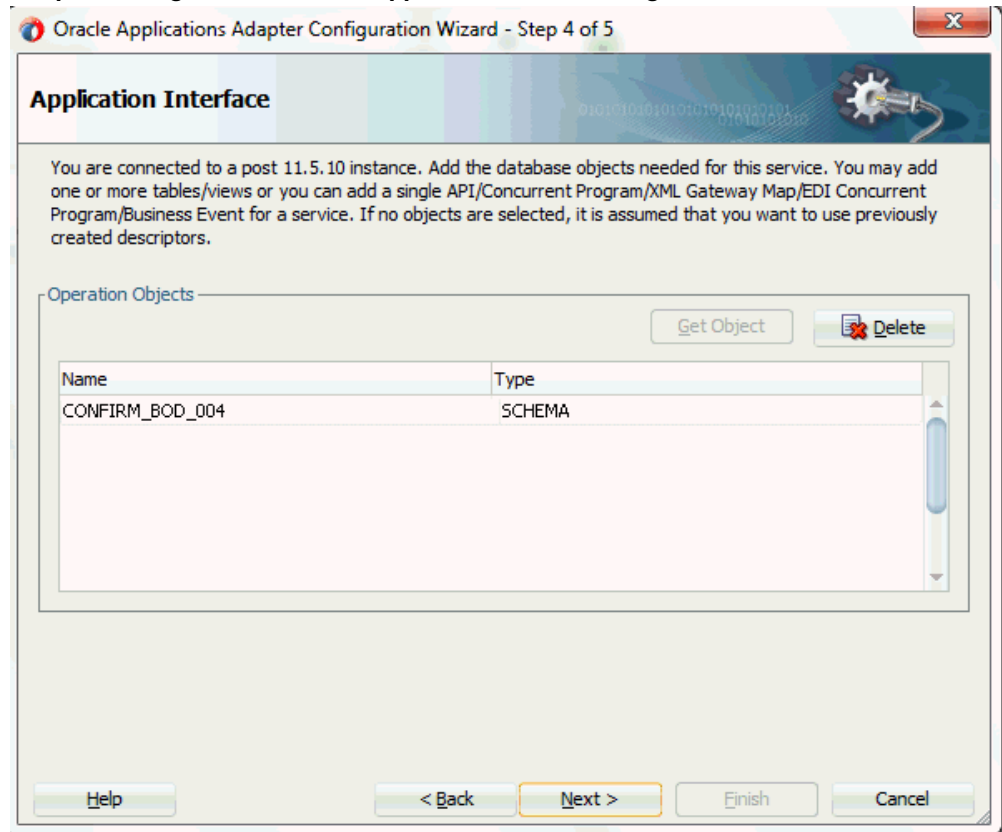 Oracle Applications Adapter Configuration Wizard - Step 4 of 5
x
Application Interface
You are connected to a post 11.5.10 instance. Add the database objects needed for this service. You may add
one or more tables/views or you can add a single API/Concurrent Program/XML Gateway Map/EDI Concurrent
Program/Business Event for a service. If no objects are selected, it is assumed that you want to use previously
created descriptors.
Operation Objects
Get Object Delete
Name Type
CONFIRM_BOD_004 SCHEMA
Help < Back Next > Finish Cancel